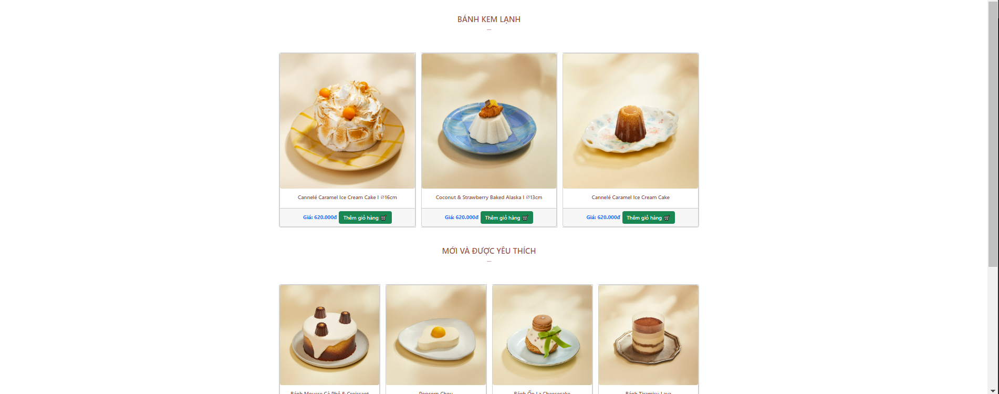 BÁNH KEM LẠNH
Cannelé Caramel Ice Cream Cake I ∅16cm
Coconut & Strawberry Baked Alaska I ∅13cm
Cannelé Caramel Ice Cream Cake
Giá: 620.000đ Thêm giỏ hàng 🛒
Giá: 620.000đ Thêm giỏ hàng 🛒
Giá: 620.000đ Thêm giỏ hàng 🛒
MỚI VÀ ĐƯỢC YÊU THÍCH
Bánh Mousse Cà Phê & Croissant
Popcorn Chou
Bánh Ốp La Cheesecake
Bánh Tiramisu Lava